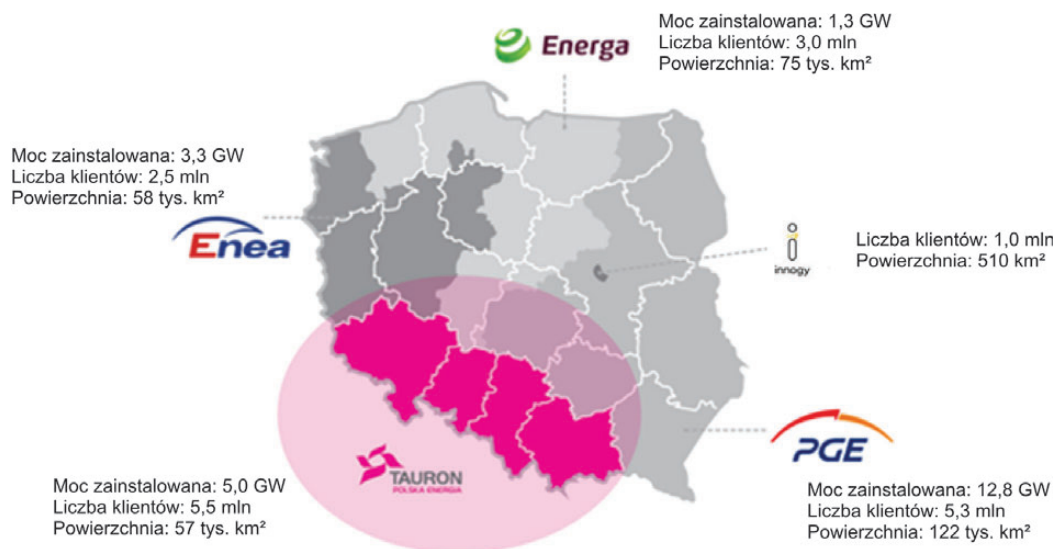 Energa
Moc zainstalowana: 1,3 GW
Liczba klientów: 3,0 mln
Powierzchnia: 75 tys. km²
Moc zainstalowana: 3,3 GW
Liczba klientów: 2,5 mln
Powierzchnia: 58 tys. km²
Enea
innogy
Liczba klientów: 1,0 mln
Powierzchnia: 510 km²
TAURON
POLSKA ENERGIA
Moc zainstalowana: 5,0 GW
Liczba klientów: 5,5 mln
Powierzchnia: 57 tys. km²
PGE
Moc zainstalowana: 12,8 GW
Liczba klientów: 5,3 mln
Powierzchnia: 122 tys. km²